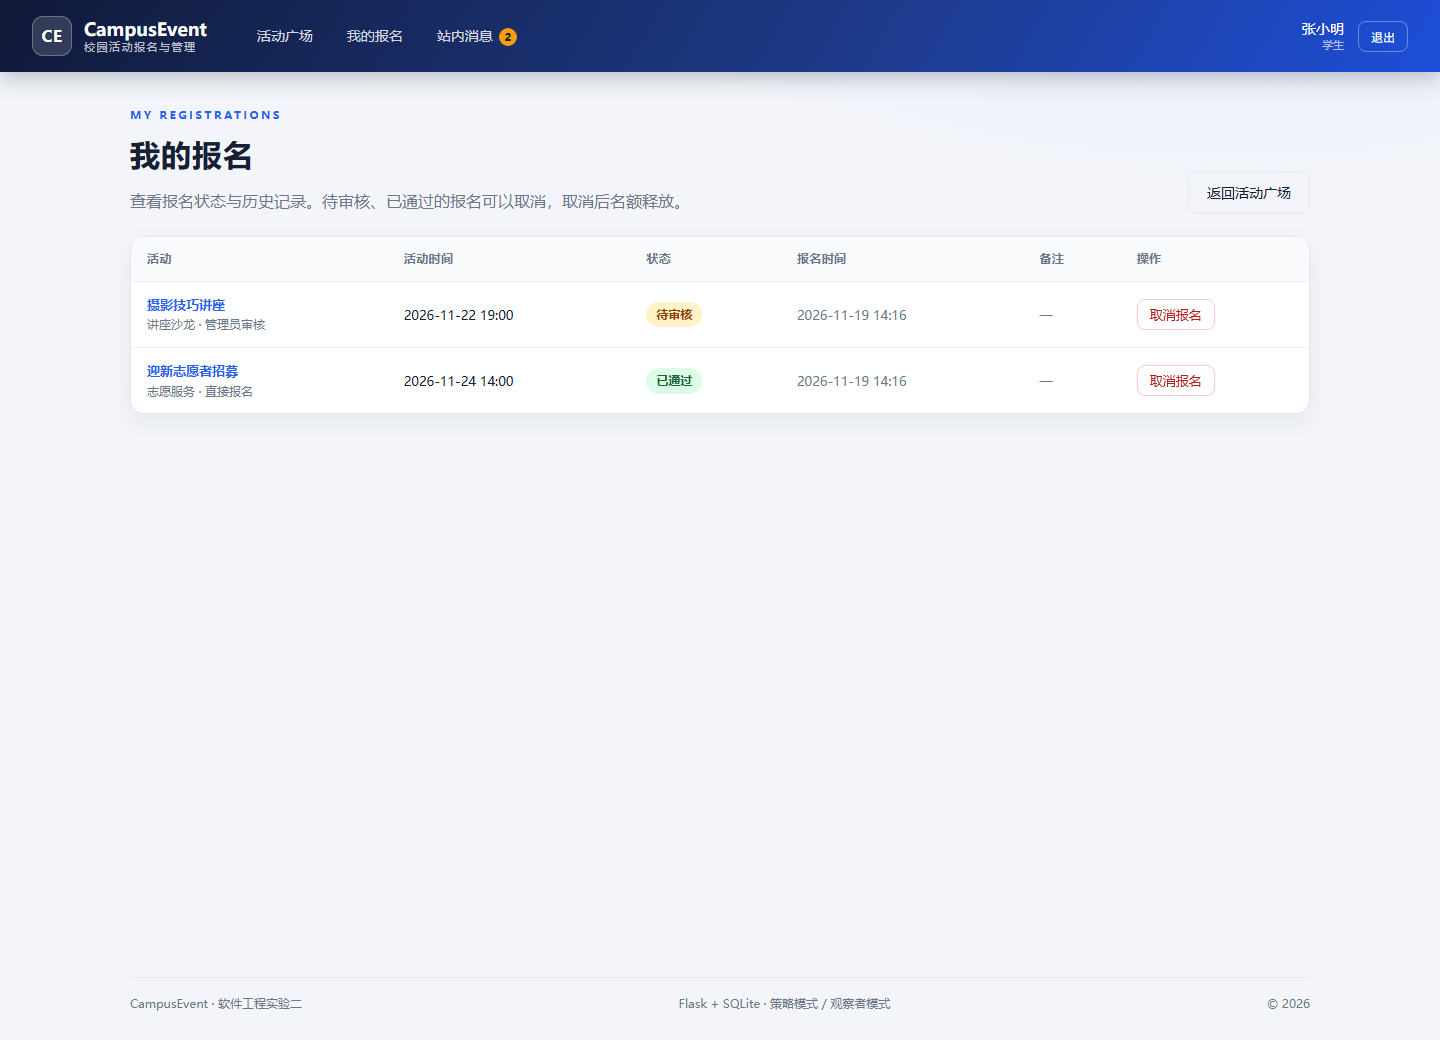 CE
CampusEvent
校园活动报名与管理
活动广场 我的报名 站内消息 2
张小明
学生
退出
MY REGISTRATIONS
我的报名
查看报名状态与历史记录。待审核、已通过的报名可以取消，取消后名额释放。
返回活动广场
活动 活动时间 状态 报名时间 备注 操作
摄影技巧讲座
讲座沙龙 · 管理员审核
2026-11-22 19:00 待审核 2026-11-19 14:16 — 取消报名
迎新志愿者招募
志愿服务 · 直接报名
2026-11-24 14:00 已通过 2026-11-19 14:16 — 取消报名
CampusEvent · 软件工程实验二 Flask + SQLite · 策略模式 / 观察者模式 © 2026